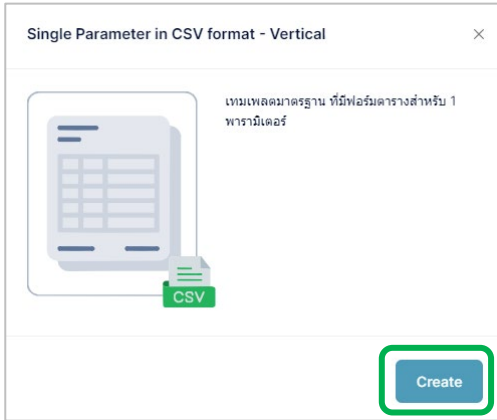 Single Parameter in CSV format - Vertical
เทมเพลตมาตรฐาน ที่มีฟอร์มตารางสำหรับ 1
พารามิเตอร์
CSV
Create